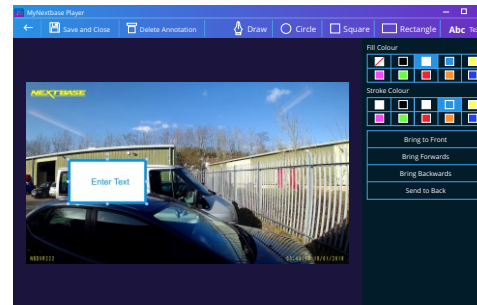 MyNextbase Player
Save and Close
Delete Annotation
Draw
Circle
Square
Rectangle
Abc
Fill Colour
Stroke Colour
Bring to Front
Bring Forwards
Bring Backwards
Send to Back
NEXTBASE
Enter Text